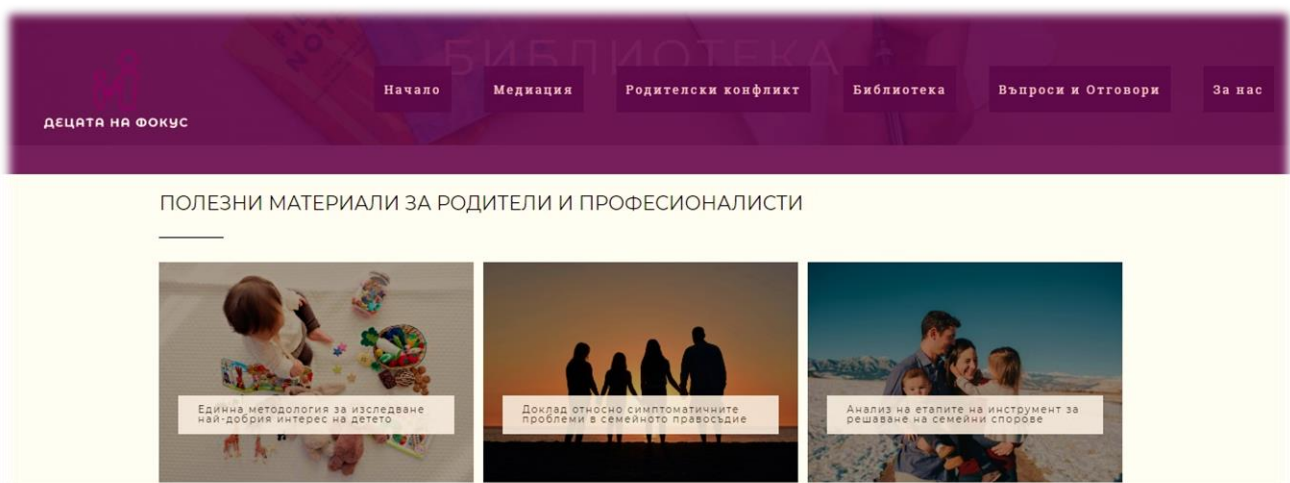 БИБЛИОТЕКА
Начало
Медиация
Родителски конфликт
Библиотека
Въпроси и Отговори
За нас
ДЕЦАТА НА ФОКУС
ПОЛЕЗНИ МАТЕРИАЛИ ЗА РОДИТЕЛИ И ПРОФЕСИОНАЛИСТИ
Единна методология за изследване
най-добрия интерес на детето
Доклад относно симптоматичните
проблеми в семейното правосъдие
Анализ на етапите на инструмент за
решаване на семейни спорове